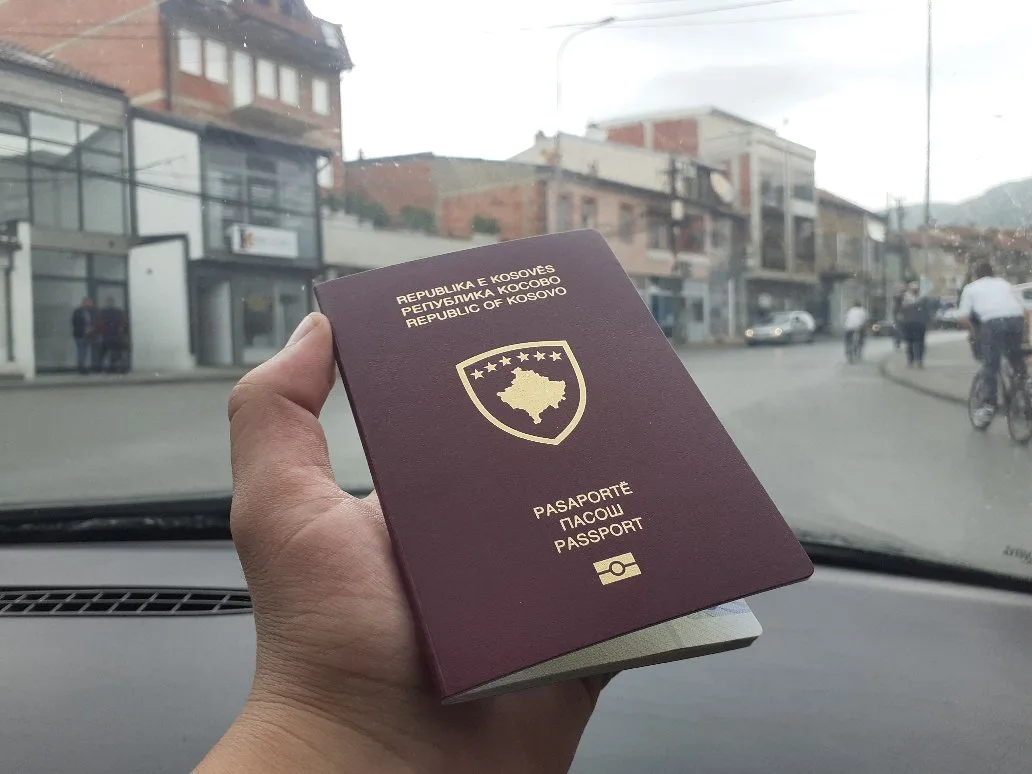 REPUBLIKA E KOSOVËS
РЕПУБЛИКА КОСОВО
REPUBLIC OF KOSOVO
PASAPORTË
ПАСОШ
PASSPORT